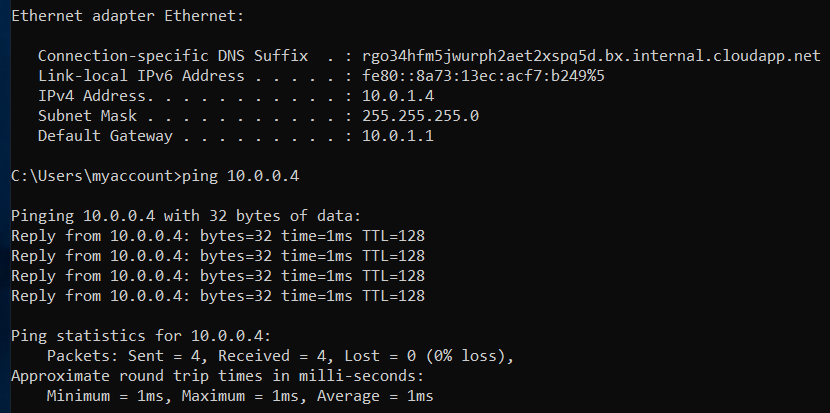 Ethernet adapter Ethernet:
Connection-specific DNS Suffix  . : rgo34hfm5jwurph2aet2xspq5d.bx.internal.cloudapp.net
Link-local IPv6 Address . . . . . : fe80::8a73:13ec:acf7:b249%5
IPv4 Address. . . . . . . . . . . : 10.0.1.4
Subnet Mask . . . . . . . . . . . : 255.255.255.0
Default Gateway . . . . . . . . . : 10.0.1.1
C:\Users\myaccount>ping 10.0.0.4
Pinging 10.0.0.4 with 32 bytes of data:
Reply from 10.0.0.4: bytes=32 time=1ms TTL=128
Reply from 10.0.0.4: bytes=32 time=1ms TTL=128
Reply from 10.0.0.4: bytes=32 time=1ms TTL=128
Reply from 10.0.0.4: bytes=32 time=1ms TTL=128
Ping statistics for 10.0.0.4:
Packets: Sent = 4, Received = 4, Lost = 0 (0% loss),
Approximate round trip times in milli-seconds:
Minimum = 1ms, Maximum = 1ms, Average = 1ms